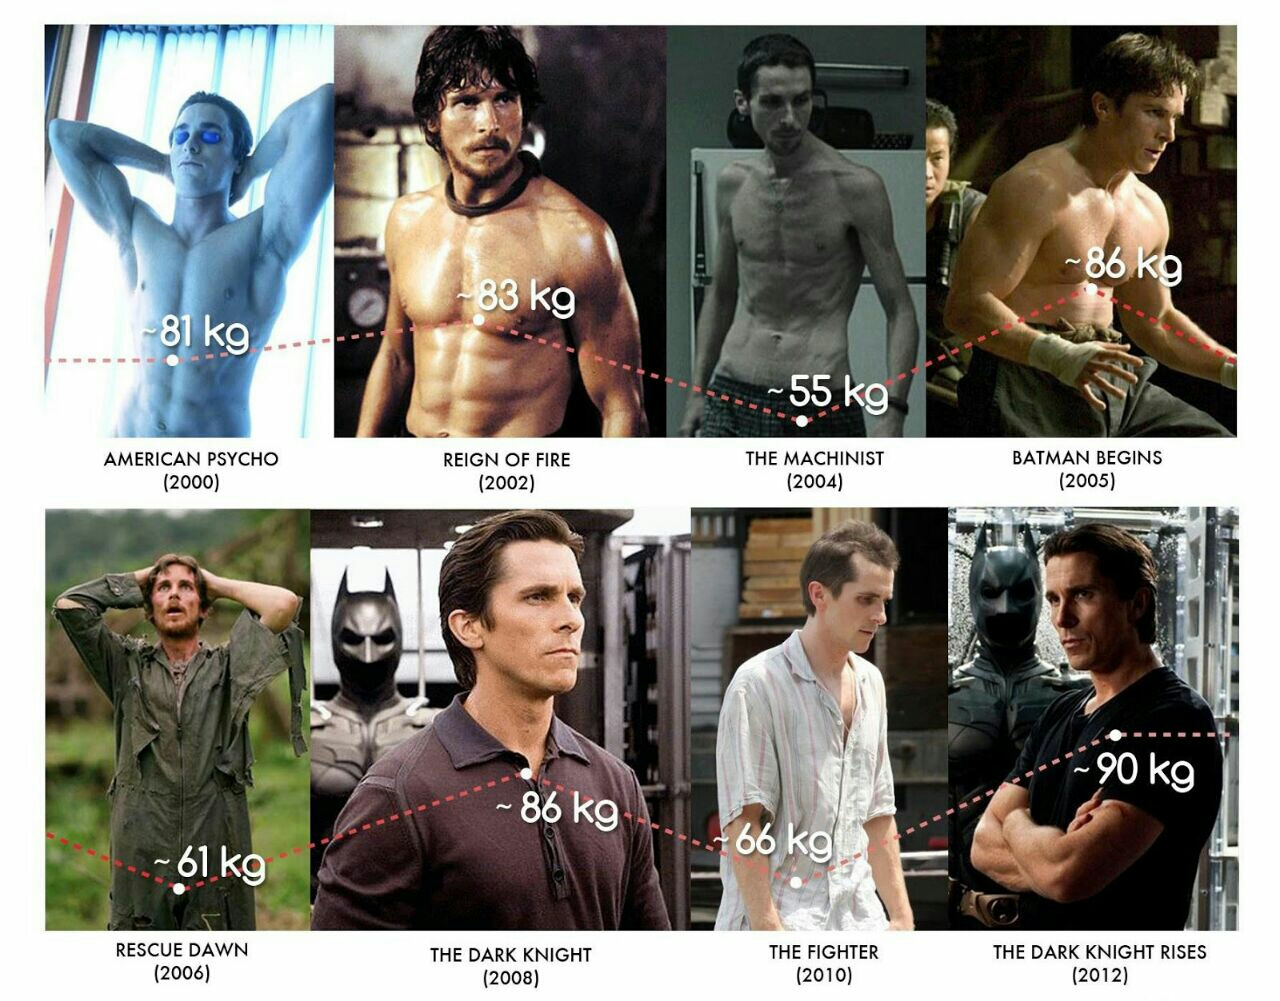 ~81 kg
~83 kg
~55 kg
~86 kg
AMERICAN PSYCHO
(2000)
REIGN OF FIRE
(2002)
THE MACHINIST
(2004)
BATMAN BEGINS
(2005)
~61 kg
~86 kg
~66 kg
~90 kg
RESCUE DAWN
(2006)
THE DARK KNIGHT
(2008)
THE FIGHTER
(2010)
THE DARK KNIGHT RISES
(2012)